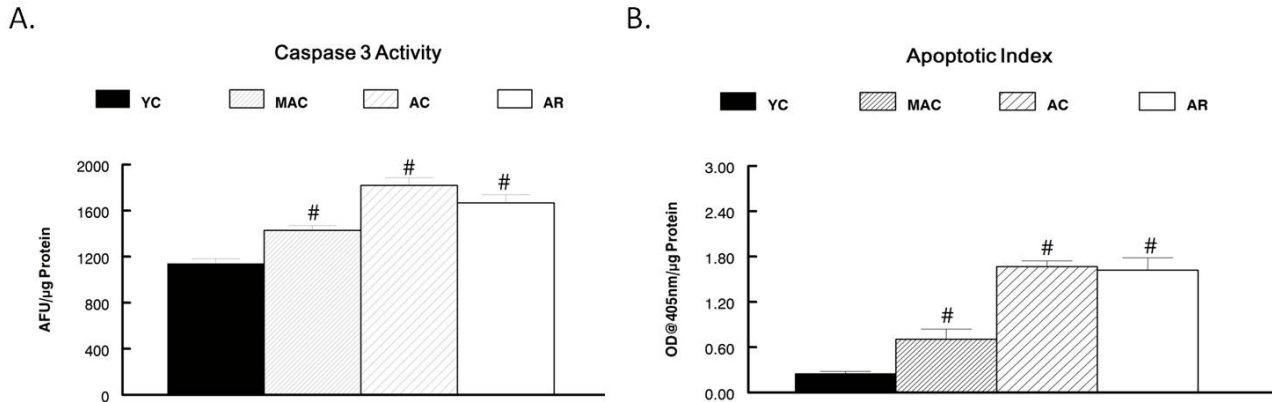 A.
Caspase 3 Activity
YC MAC AC AR
2000
1600
1200
800
400
0
AFU/µg Protein
# # #
B.
Apoptotic Index
YC MAC AC AR
3.00
2.40
1.80
1.20
0.60
0.00
OD@405nm/µg Protein
# # #